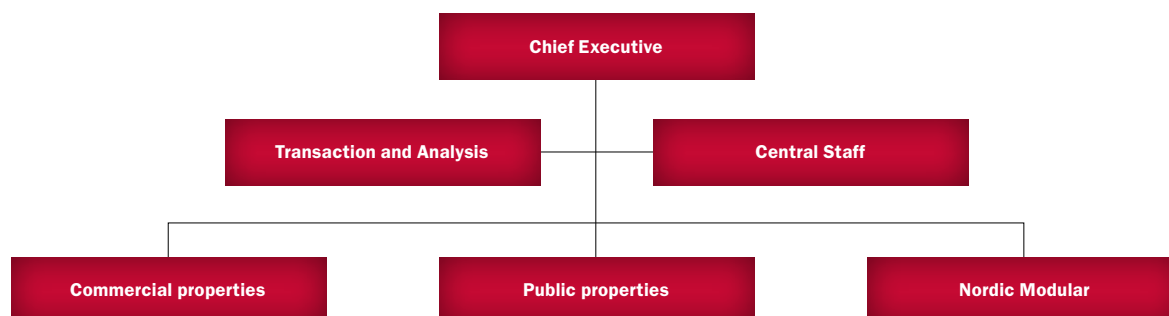 Chief Executive
Transaction and Analysis
Central Staff
Commercial properties
Public properties
Nordic Modular